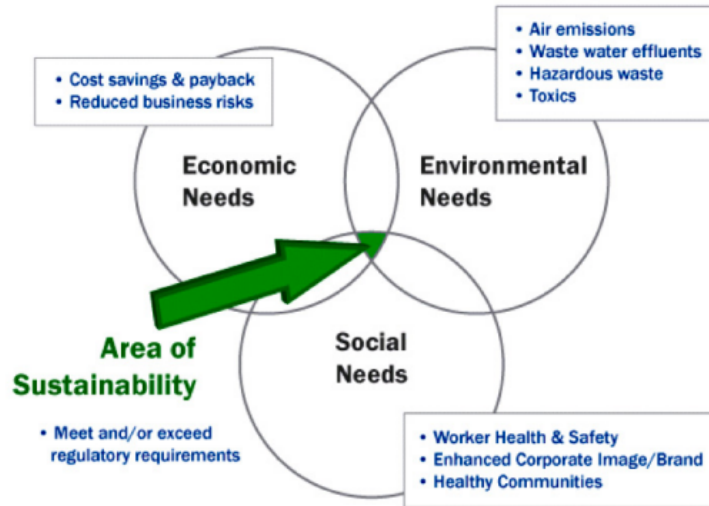 • Cost savings & payback
• Reduced business risks
• Air emissions
• Waste water effluents
• Hazardous waste
• Toxics
Economic
Needs
Environmental
Needs
Area of
Sustainability
Social
Needs
• Meet and/or exceed
regulatory requirements
• Worker Health & Safety
• Enhanced Corporate Image/Brand
• Healthy Communities